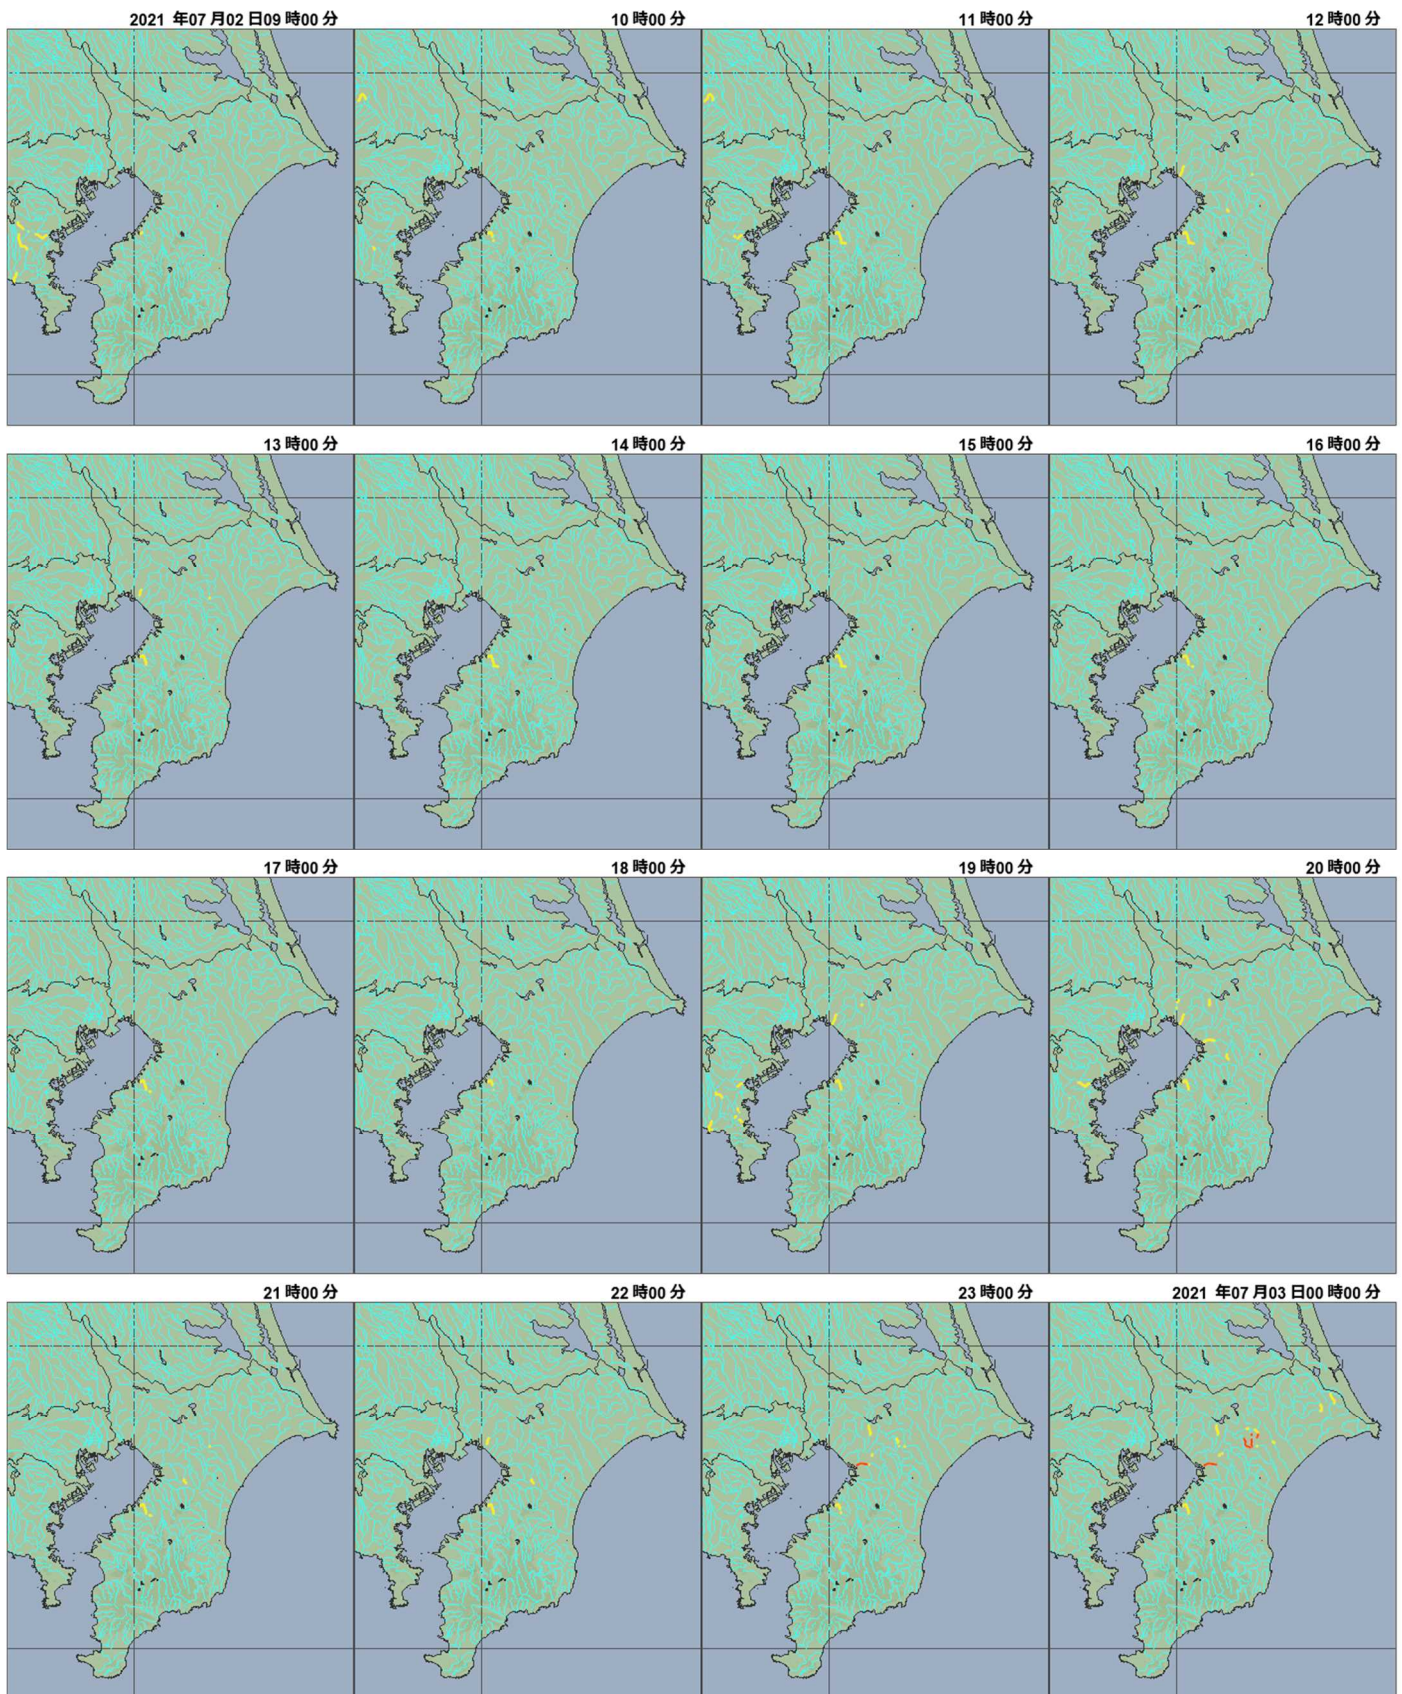 2021 年07 月02 日09 時00 分
10 時00 分
11 時00 分
12 時00 分
13 時00 分
14 時00 分
15 時00 分
16 時00 分
17 時00 分
18 時00 分
19 時00 分
20 時00 分
21 時00 分
22 時00 分
23 時00 分
2021 年07 月03 日00 時00 分